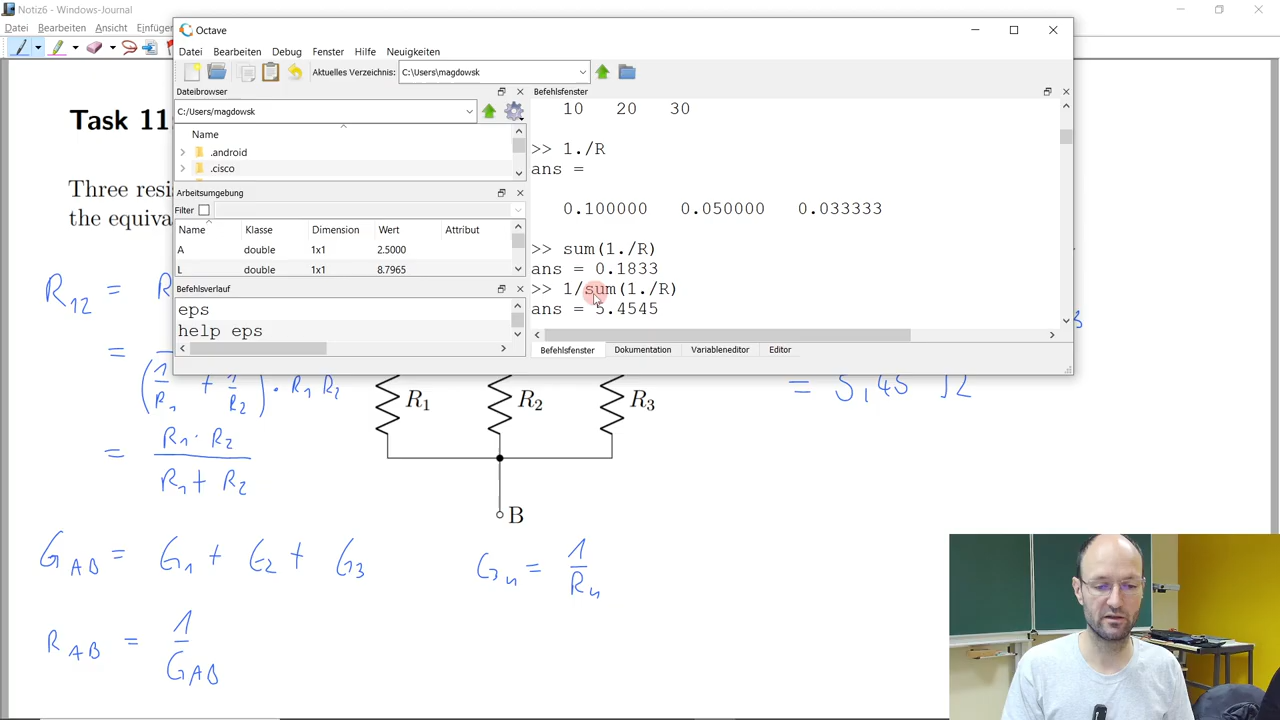 Notiz6 - Windows-Journal
Datei Bearbeiten Ansicht Einfüge
Octave
Datei Bearbeiten Debug Fenster Hilfe Neuigkeiten
Aktuelles Verzeichnis: C:\Users\magdowsk
Dateibrowser
C:/Users/magdowsk
Name
.android
.cisco
Arbeitsumgebung
Filter
Name Klasse Dimension Wert Attribut
A double 1x1 2.5000
L double 1x1 8.7965
Befehlsverlauf
eps
help eps
Befehlsfenster
10 20 30
>> 1./R
ans =
0.100000 0.050000 0.033333
>> sum(1./R)
ans = 0.1833
>> 1/sum(1./R)
ans = 5.4545
Befehlsfenster Dokumentation Variableneditor Editor
Task 11
Three resi
the equiva
R12 = R
=
(1/R1 + 1/R2) · R1 R2
= R1 · R2 / R1 + R2
R1 R2 R3
B
= 5,45 Ω
GAB = G1 + G2 + G3
Gn = 1/Rn
RAB = 1/GAB